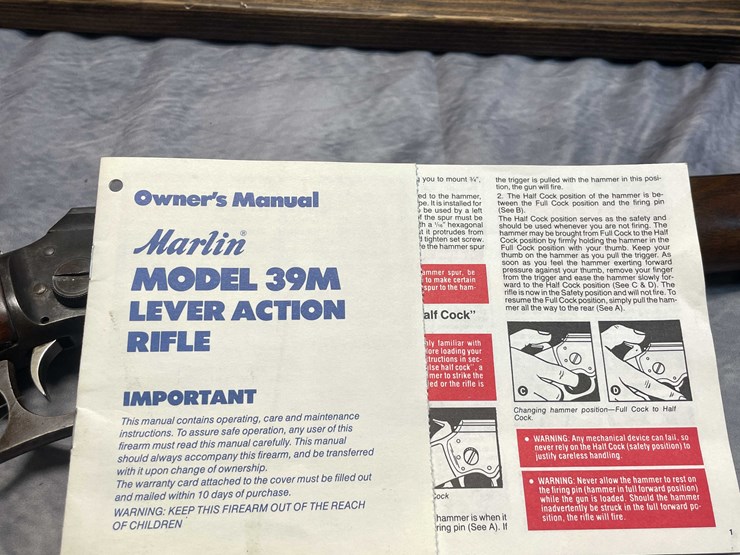 Owner's Manual
Marlin®
MODEL 39M
LEVER ACTION
RIFLE
IMPORTANT
This manual contains operating, care and maintenance
instructions. To assure safe operation, any user of this
firearm must read this manual carefully. This manual
should always accompany this firearm, and be transferred
with it upon change of ownership.
The warranty card attached to the cover must be filled out
and mailed within 10 days of purchase.
WARNING: KEEP THIS FIREARM OUT OF THE REACH
OF CHILDREN
you to mount ¾",
ed to the hammer,
pe. It is installed for
be used by a left
f the spur must be
h a 1/16" hexagonal
it protrudes from
tighten set screw.
the hammer spur
ammer spur, be
to make certain
spur to the ham-
alf Cock"
hly familiar with
fore loading your
tructions in sec-
lse half cock", a
mer to strike the
ed or the rifle is
Cock
hammer is when it
ring pin (See A). If
the trigger is pulled with the hammer in this posi-
tion, the gun will fire.
2. The Half Cock position of the hammer is be-
tween the Full Cock position and the firing pin
(See B).
The Half Cock position serves as the safety and
should be used whenever you are not firing. The
hammer may be brought from Full Cock to the Half
Cock position by firmly holding the hammer in the
Full Cock position with your thumb. Keep your
thumb on the hammer as you pull the trigger. As
soon as you feel the hammer exerting forward
pressure against your thumb, remove your finger
from the trigger and ease the hammer slowly for-
ward to the Half Cock position (See C & D). The
rifle is now in the Safety position and will not fire. To
resume the Full Cock position, simply pull the ham-
mer all the way to the rear (See A).
C
D
Changing hammer position—Full Cock to Half
Cock.
• WARNING: Any mechanical device can fail, so
never rely on the Half Cock (safety position) to
justify careless handling.
• WARNING: Never allow the hammer to rest on
the firing pin (hammer in full forward position)
while the gun is loaded. Should the hammer
inadvertently be struck in the full forward po-
sition, the rifle will fire.
1